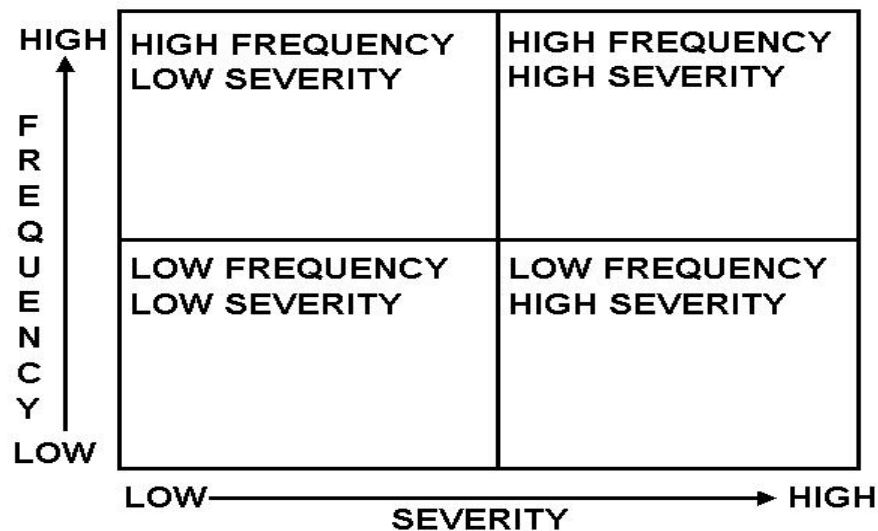 HIGH
HIGH FREQUENCY
LOW SEVERITY
HIGH FREQUENCY
HIGH SEVERITY
FREQUENCY
LOW FREQUENCY
LOW SEVERITY
LOW FREQUENCY
HIGH SEVERITY
LOW
LOW
HIGH
SEVERITY